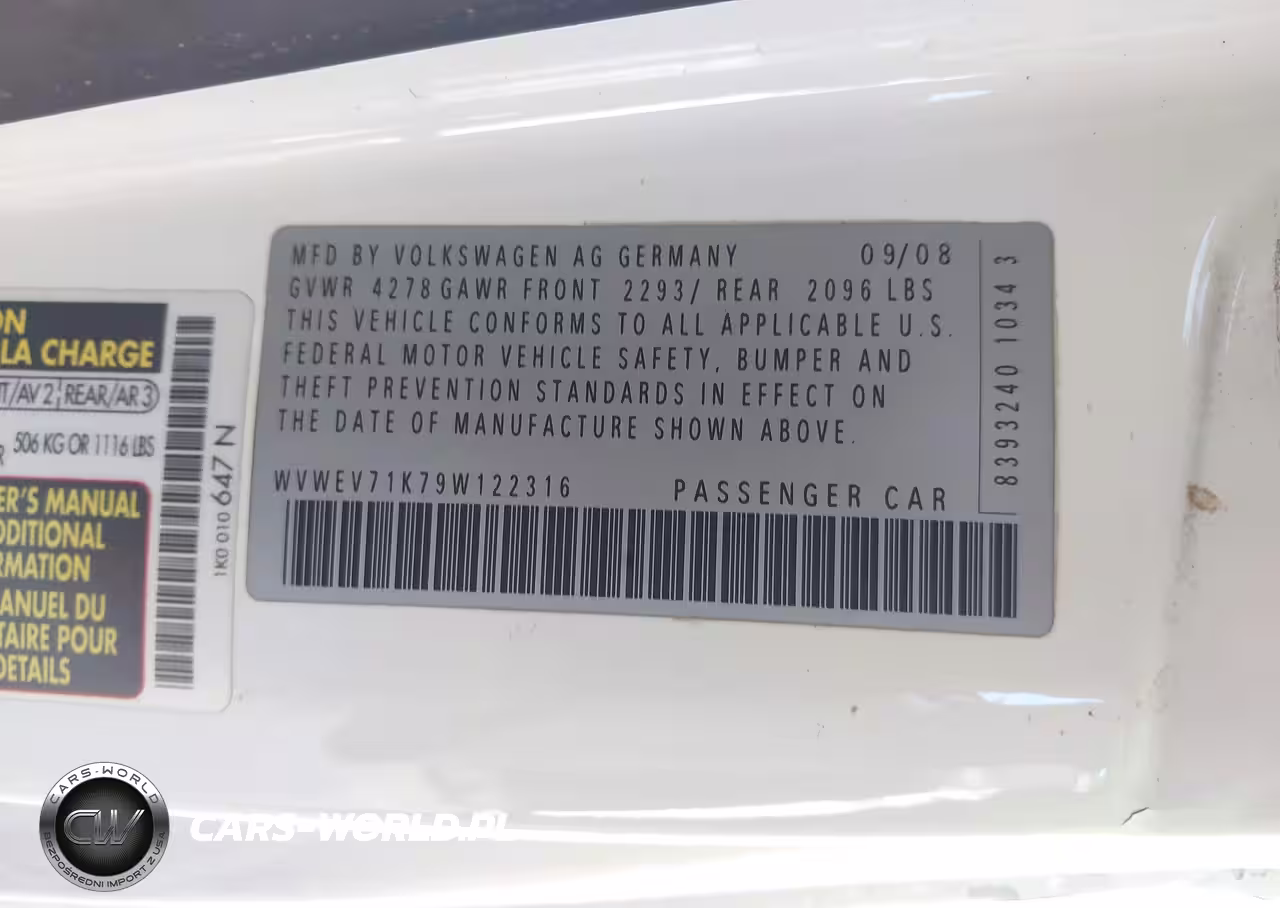 MFD BY VOLKSWAGEN AG GERMANY 09/08
GVWR 4278 GAWR FRONT 2293/ REAR 2096 LBS
THIS VEHICLE CONFORMS TO ALL APPLICABLE U.S.
FEDERAL MOTOR VEHICLE SAFETY, BUMPER AND
THEFT PREVENTION STANDARDS IN EFFECT ON
THE DATE OF MANUFACTURE SHOWN ABOVE.
WVWEV71K79W122316 PASSENGER CAR
8393240 1034 3
LA CHARGE
/AV 2 REAR/AR 3
506 KG OR 1116 LBS
ER'S MANUAL
DDITIONAL
RMATION
ANUEL DU
TAIRE POUR
DETAILS
1K0 010 647 N
CARS-WORLD
CW
BEZPOŚREDNI IMPORT Z USA
CARS-WORLD.PL